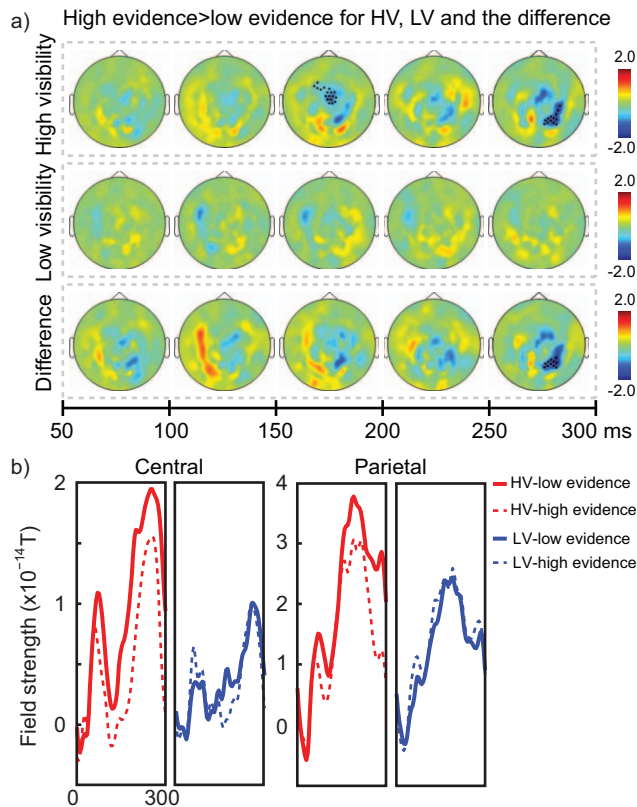 High evidence>low evidence for HV, LV and the difference
a)
High visibility
2.0
-2.0
Low visibility
2.0
-2.0
Difference
2.0
-2.0
50 100 150 200 250 300 ms
b)
Central Parietal
Field strength (x10⁻¹⁴T)
2
1
0
4
3
2
1
0
0 300
HV-low evidence
HV-high evidence
LV-low evidence
LV-high evidence